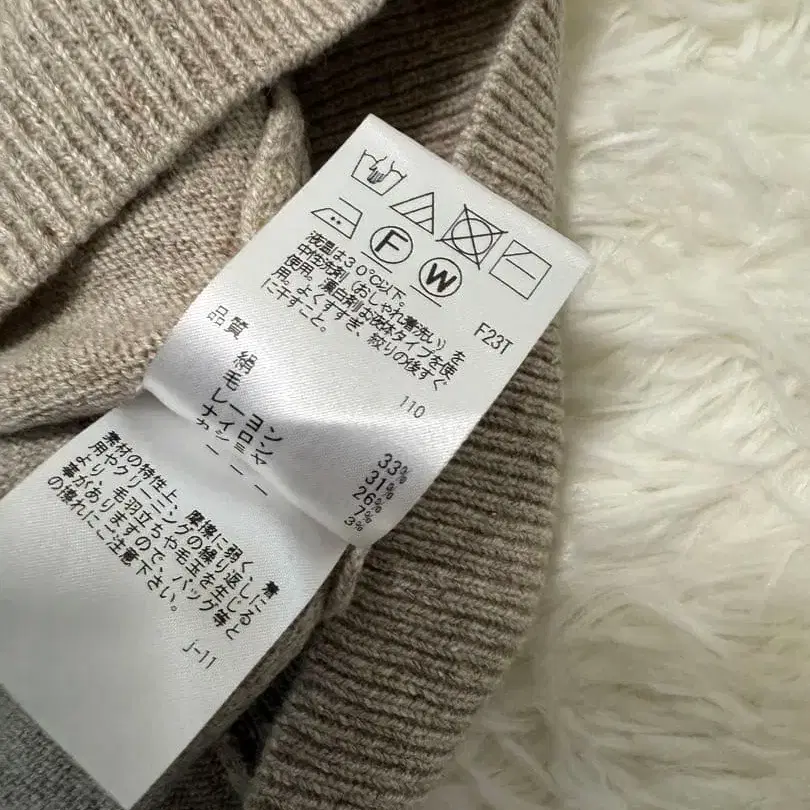 F
W
液温は30℃以下。
中性洗剤(おしゃれ着洗い)を
使用。漂白剤は液体タイプを使
用。よくすすぎ、絞りの後すぐ
に干すこと。
F23T
110
品質
絹 33%
毛 31%
レーヨン 26%
ナイロン 7%
カシミヤ 3%
素材の特性上、摩擦に弱く、着
用やクリーニングの繰り返しに
より、毛羽立ちや毛玉を生じる
事がありますので、バッグ等と
の擦れにご注意下さい。
j-11